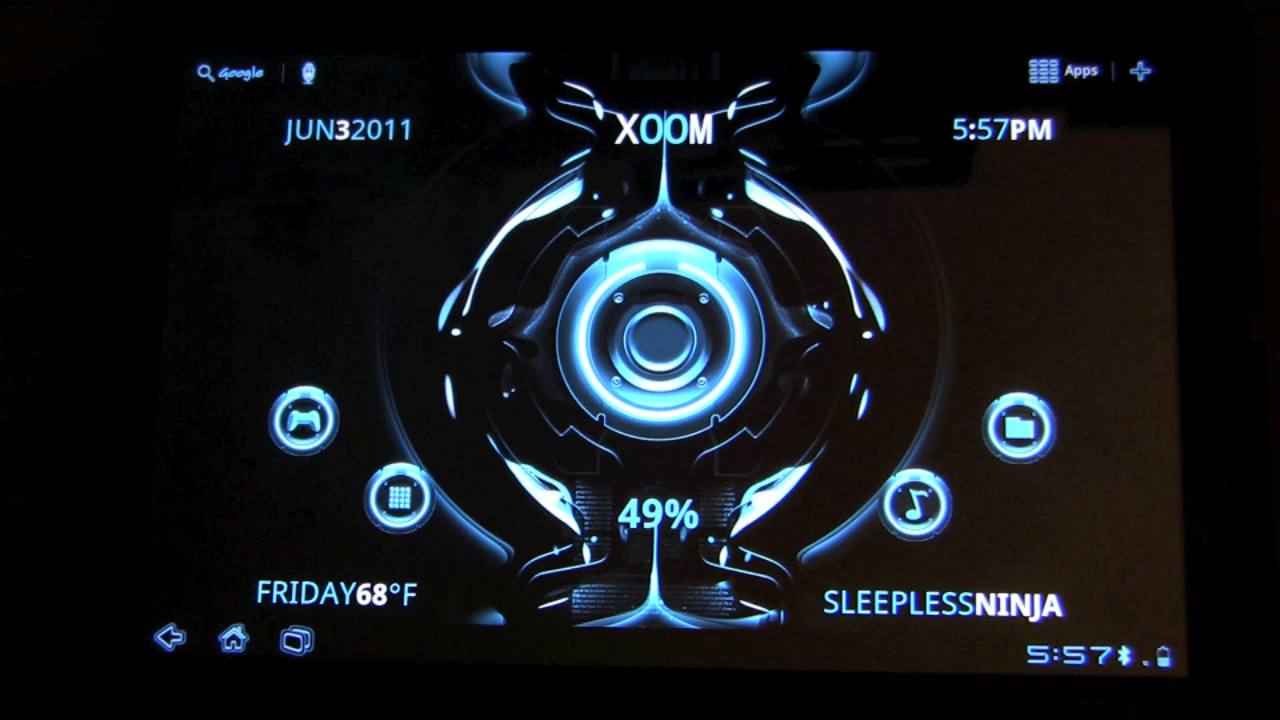 Google
Apps
JUN32011
XOOM
5:57PM
49%
FRIDAY68°F
SLEEPLESSNINJA
5:57